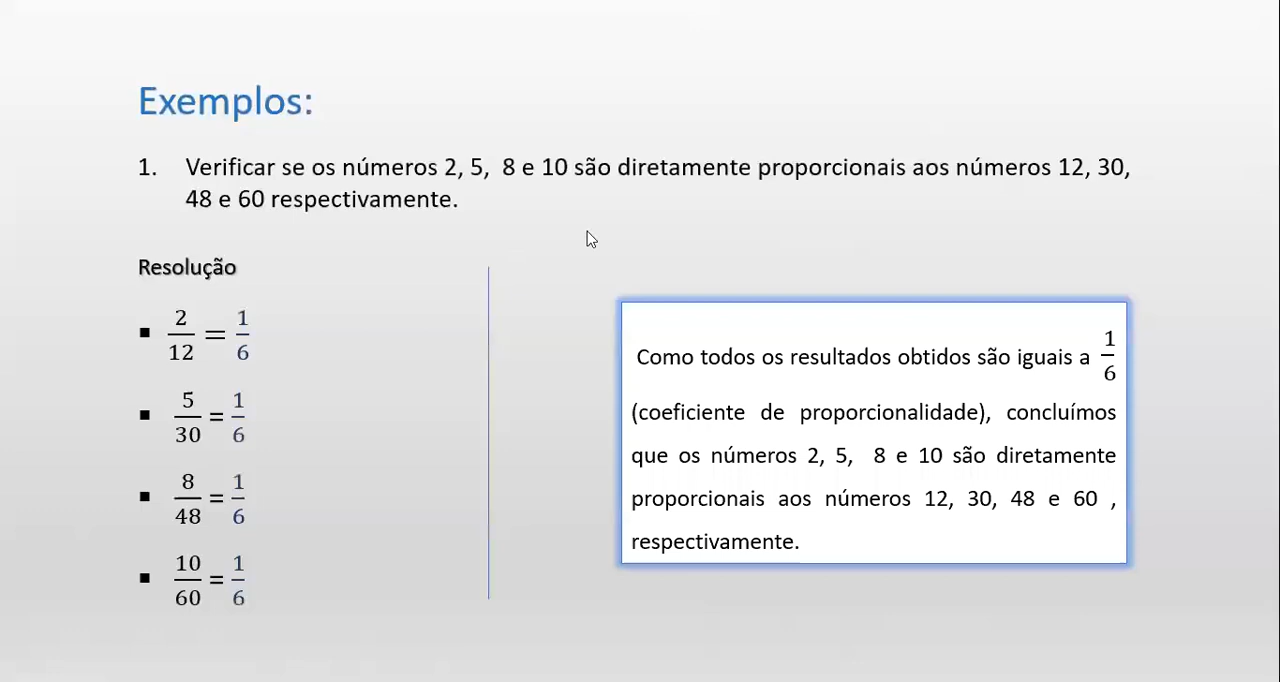 Exemplos:
1. Verificar se os números 2, 5, 8 e 10 são diretamente proporcionais aos números 12, 30,
48 e 60 respectivamente.
Resolução
▪ 2/12 = 1/6
▪ 5/30 = 1/6
▪ 8/48 = 1/6
▪ 10/60 = 1/6
Como todos os resultados obtidos são iguais a 1/6
(coeficiente de proporcionalidade), concluímos
que os números 2, 5, 8 e 10 são diretamente
proporcionais aos números 12, 30, 48 e 60 ,
respectivamente.